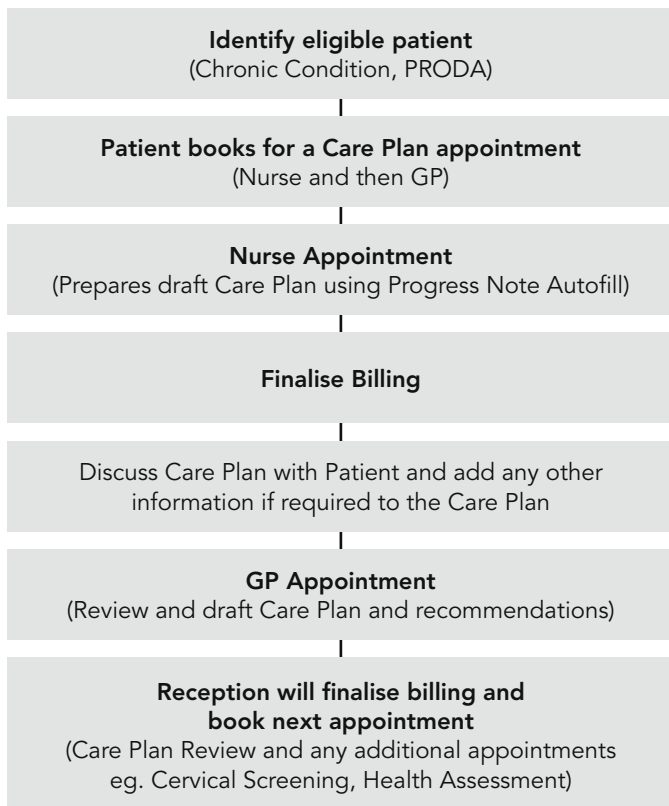 Identify eligible patient
(Chronic Condition, PRODA)
Patient books for a Care Plan appointment
(Nurse and then GP)
Nurse Appointment
(Prepares draft Care Plan using Progress Note Autofill)
Finalise Billing
Discuss Care Plan with Patient and add any other
information if required to the Care Plan
GP Appointment
(Review and draft Care Plan and recommendations)
Reception will finalise billing and
book next appointment
(Care Plan Review and any additional appointments
eg. Cervical Screening, Health Assessment)